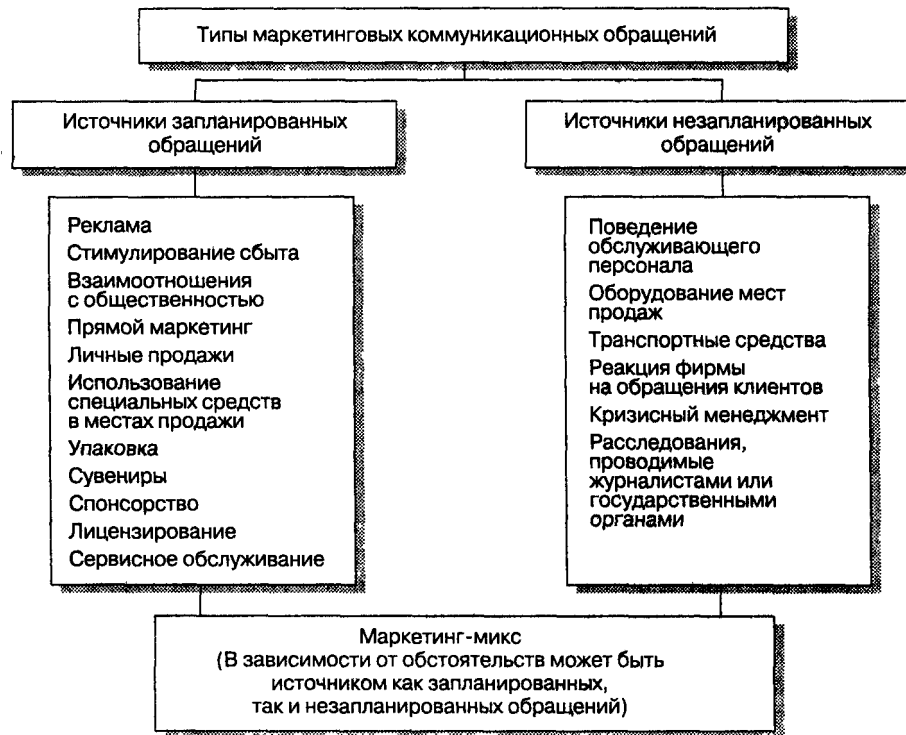 Типы маркетинговых коммуникационных обращений
Источники запланированных
обращений
Источники незапланированных
обращений
Реклама
Стимулирование сбыта
Взаимоотношения
с общественностью
Прямой маркетинг
Личные продажи
Использование
специальных средств
в местах продажи
Упаковка
Сувениры
Спонсорство
Лицензирование
Сервисное обслуживание
Поведение
обслуживающего
персонала
Оборудование мест
продаж
Транспортные средства
Реакция фирмы
на обращения клиентов
Кризисный менеджмент
Расследования,
проводимые
журналистами или
государственными
органами
Маркетинг-микс
(В зависимости от обстоятельств может быть
источником как запланированных,
так и незапланированных обращений)